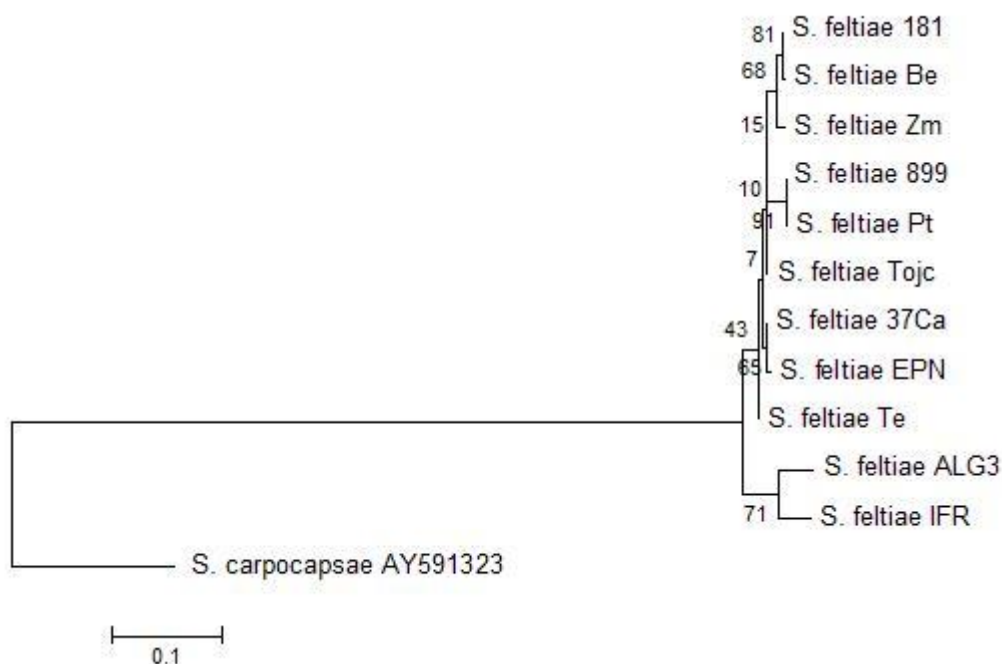 S. feltiae 181
81
68
S. feltiae Be
15
S. feltiae Zm
S. feltiae 899
10
91
S. feltiae Pt
7
S. feltiae Tojc
S. feltiae 37Ca
43
65
S. feltiae EPN
S. feltiae Te
S. feltiae ALG3
71
S. feltiae IFR
S. carpocapsae AY591323
0.1